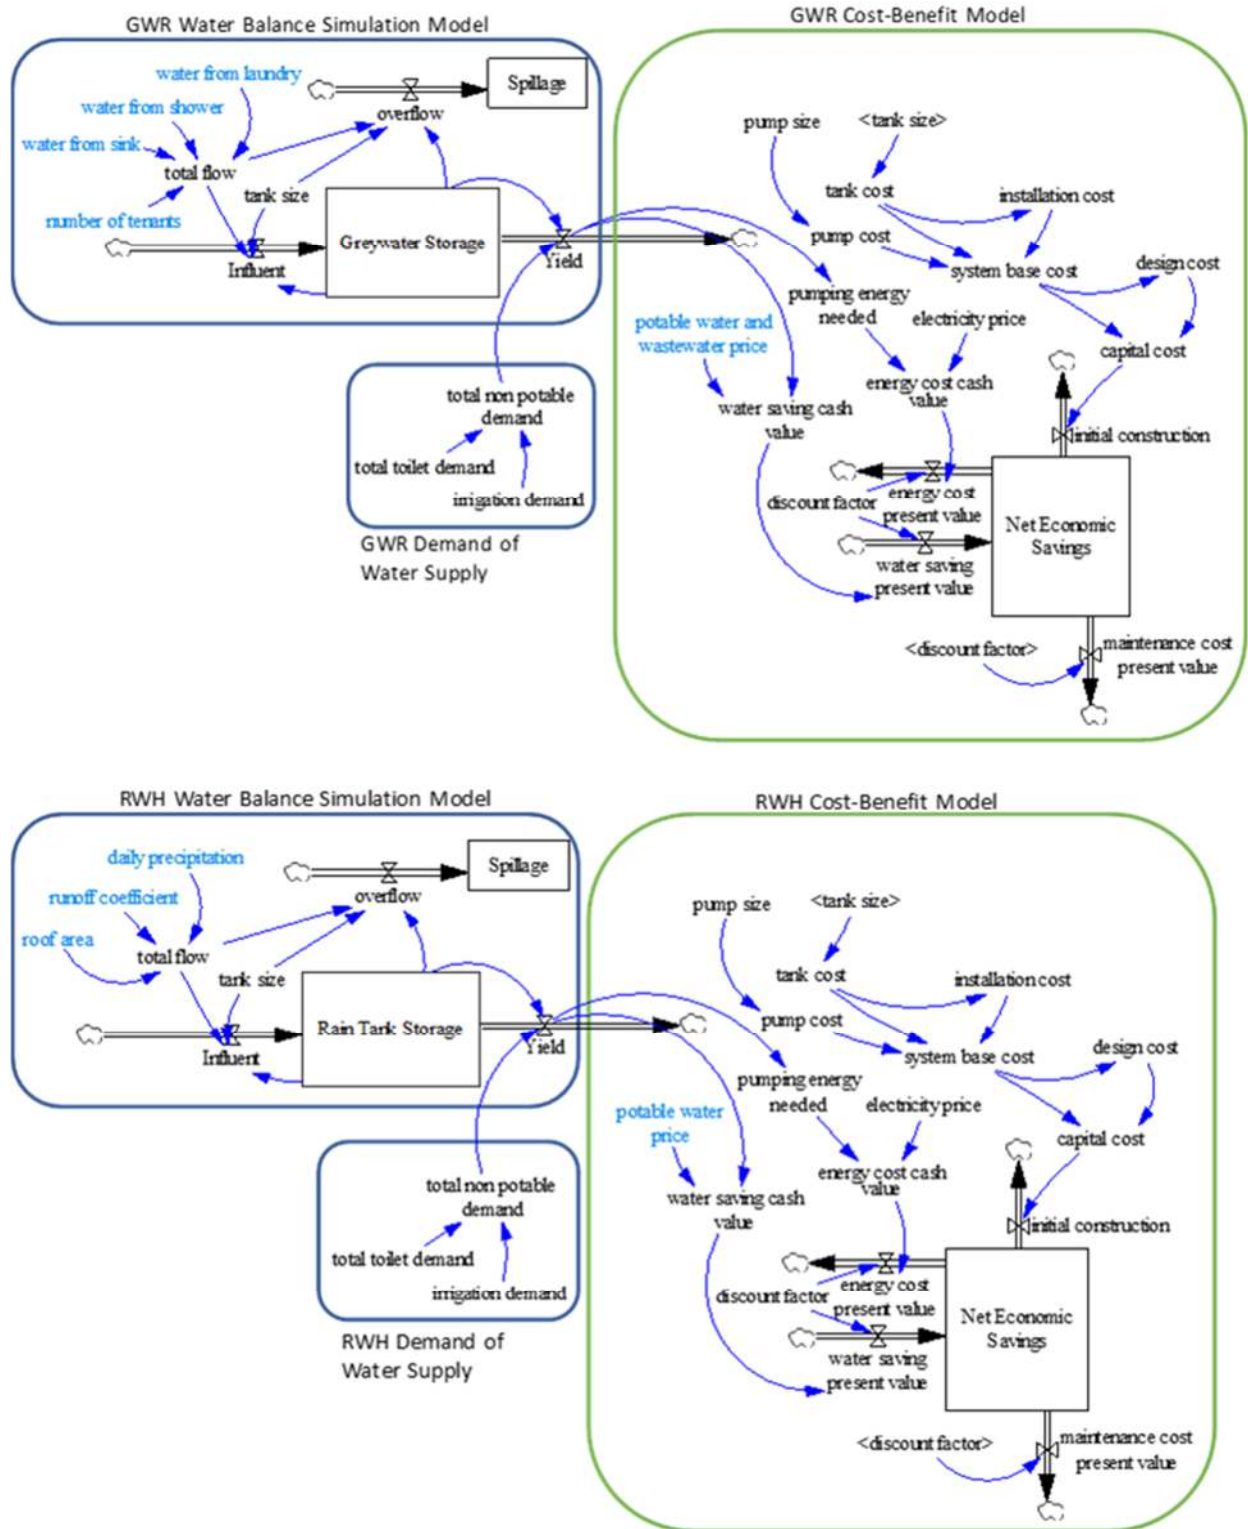 GWR Water Balance Simulation Model
GWR Cost-Benefit Model
water from laundry
Spillage
water from shower
overflow
water from sink
total flow
tank size
number of tenants
Greywater Storage
Influent
Yield
pump size
<tank size>
tank cost
installation cost
pump cost
system base cost
design cost
pumping energy
needed
electricity price
potable water and
wastewater price
capital cost
energy cost cash
value
water saving cash
value
initial construction
total non potable
demand
total toilet demand
irrigation demand
GWR Demand of
Water Supply
discount factor
energy cost
present value
Net Economic
Savings
water saving
present value
<discount factor>
maintenance cost
present value
RWH Water Balance Simulation Model
RWH Cost-Benefit Model
daily precipitation
Spillage
runoff coefficient
overflow
roof area
total flow
tank size
Rain Tank Storage
Influent
Yield
pump size
<tank size>
tank cost
installation cost
pump cost
system base cost
design cost
pumping energy
needed
electricity price
potable water
price
capital cost
energy cost cash
value
water saving cash
value
initial construction
total non potable
demand
total toilet demand
irrigation demand
RWH Demand of
Water Supply
discount factor
energy cost
present value
Net Economic
Savings
water saving
present value
<discount factor>
maintenance cost
present value